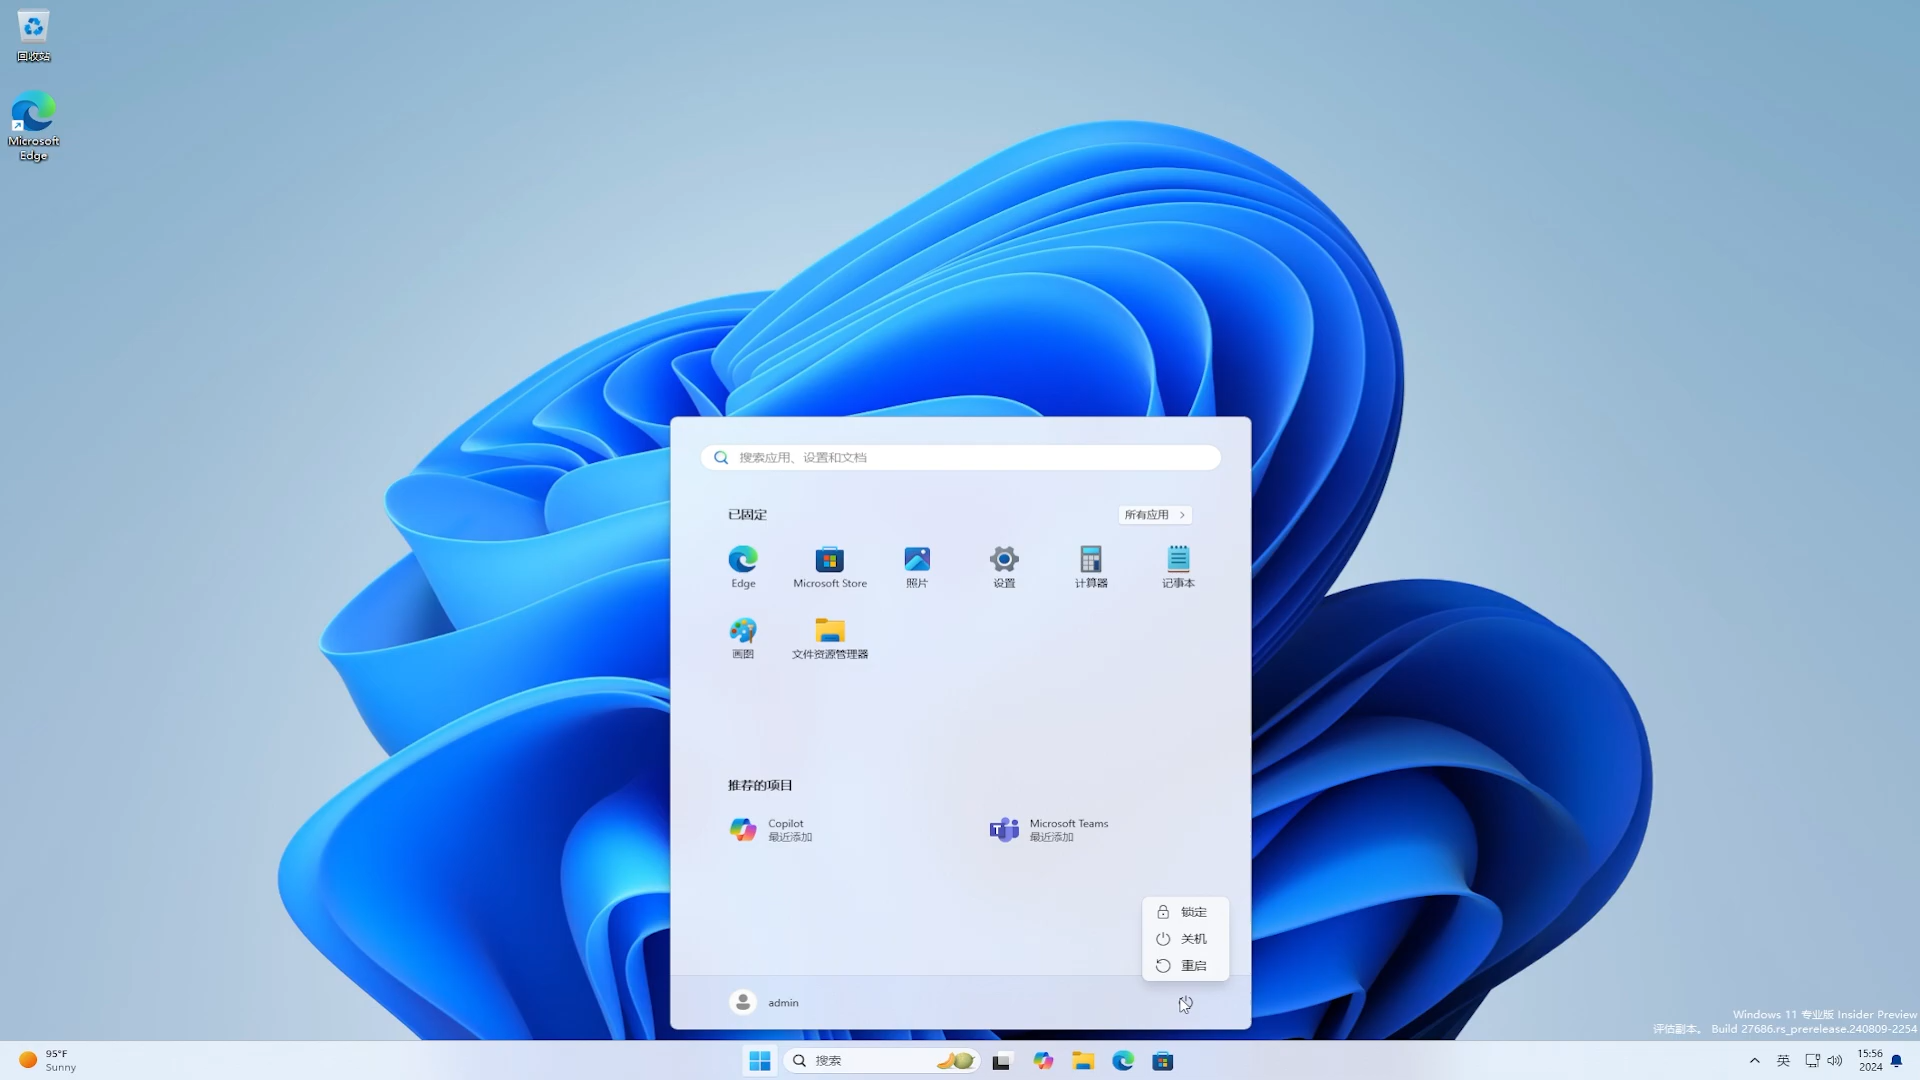 回收站
Microsoft
Edge
搜索应用、设置和文档
已固定
所有应用
Edge
Microsoft Store
照片
设置
计算器
记事本
画图
文件资源管理器
推荐的项目
Copilot
最近添加
Microsoft Teams
最近添加
锁定
关机
重启
admin
Windows 11 专业版 Insider Preview
评估副本。 Build 27686.rs_prerelease.240809-2254
95°F
Sunny
搜索
英
15:56
2024